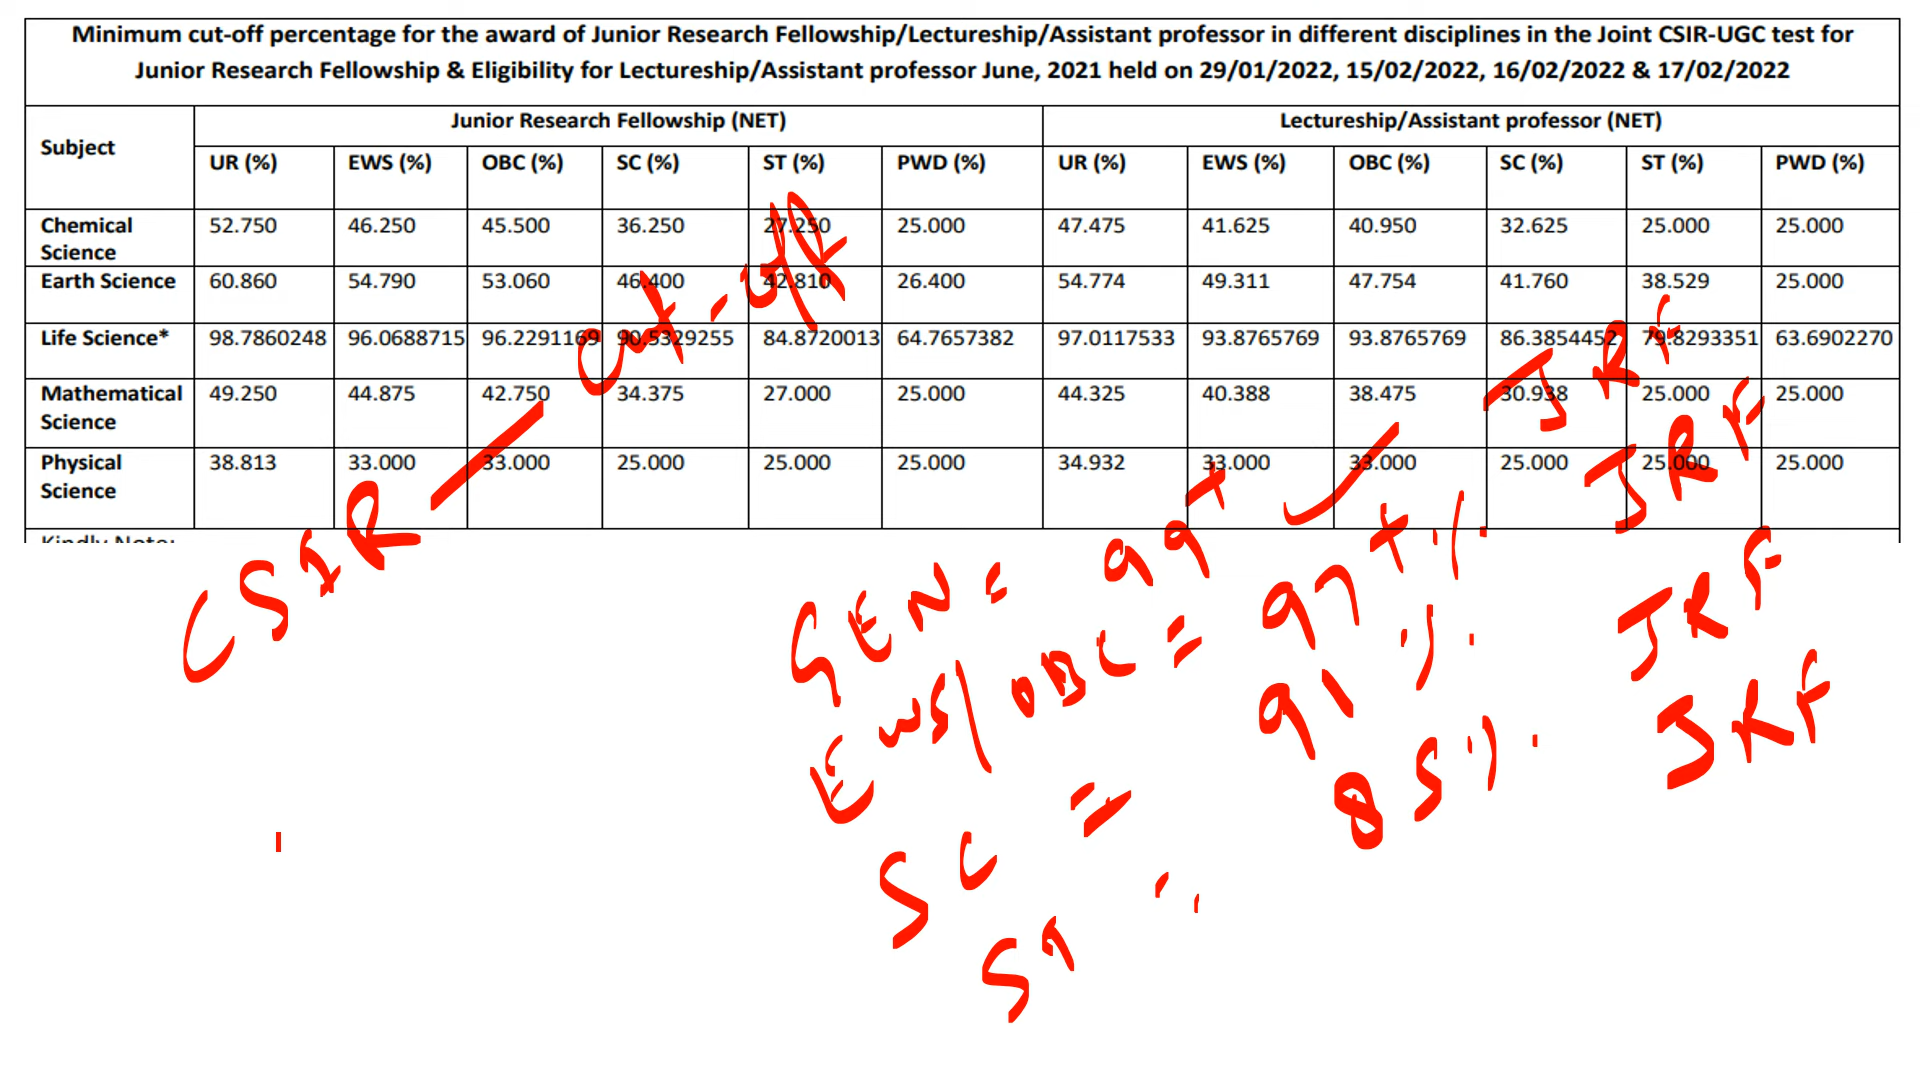 Minimum cut-off percentage for the award of Junior Research Fellowship/Lectureship/Assistant professor in different disciplines in the Joint CSIR-UGC test for
Junior Research Fellowship & Eligibility for Lectureship/Assistant professor June, 2021 held on 29/01/2022, 15/02/2022, 16/02/2022 & 17/02/2022
Subject Junior Research Fellowship (NET) Lectureship/Assistant professor (NET)
UR (%) EWS (%) OBC (%) SC (%) ST (%) PWD (%) UR (%) EWS (%) OBC (%) SC (%) ST (%) PWD (%)
Chemical Science 52.750 46.250 45.500 36.250 27.250 25.000 47.475 41.625 40.950 32.625 25.000 25.000
Earth Science 60.860 54.790 53.060 46.400 42.810 26.400 54.774 49.311 47.754 41.760 38.529 25.000
Life Science* 98.7860248 96.0688715 96.2291169 90.5329255 84.8720013 64.7657382 97.0117533 93.8765769 93.8765769 86.3854452 79.8293351 63.6902270
Mathematical Science 49.250 44.875 42.750 34.375 27.000 25.000 44.325 40.388 38.475 30.938 25.000 25.000
Physical Science 38.813 33.000 33.000 25.000 25.000 25.000 34.932 33.000 33.000 25.000 25.000 25.000
Kindly Note:
CSIR — Cut-off
GEN = 99+ JRF
EWS/OBC = 97+% JRF
SC = 91% JRF
ST = 85% JRF